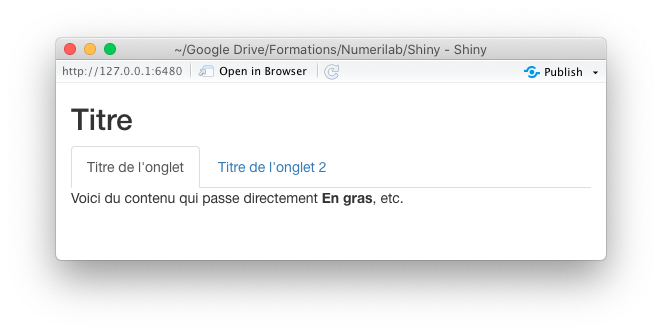 ~/Google Drive/Formations/Numerilab/Shiny - Shiny
http://127.0.0.1:6480 Open in Browser Publish
Titre
Titre de l'onglet Titre de l'onglet 2
Voici du contenu qui passe directement En gras, etc.